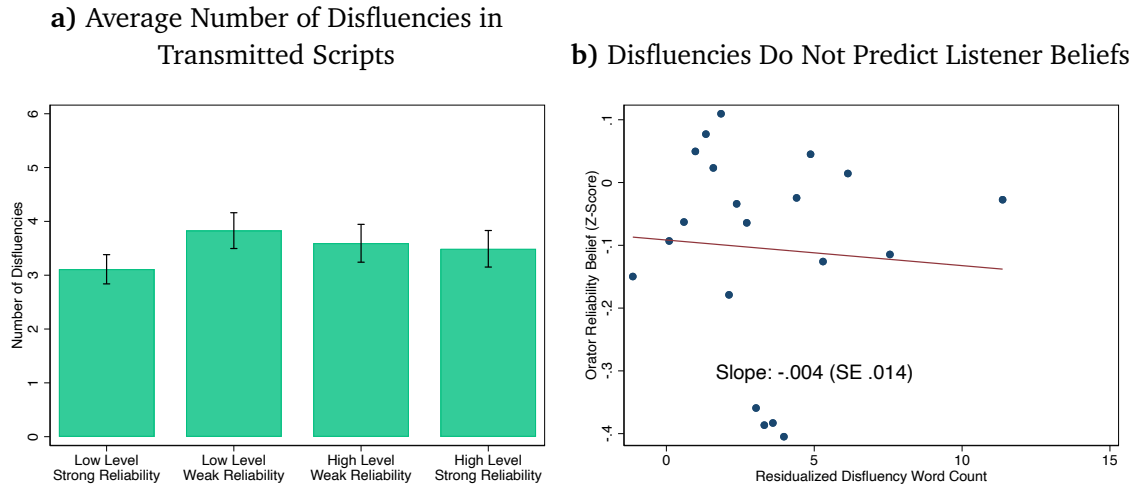 a) Average Number of Disfluencies in
Transmitted Scripts
Number of Disfluencies
6
5
4
3
2
1
0
Low Level
Strong Reliability
Low Level
Weak Reliability
High Level
Weak Reliability
High Level
Strong Reliability
b) Disfluencies Do Not Predict Listener Beliefs
Orator Reliability Belief (Z-Score)
.1
0
-.1
-.2
-.3
-.4
Slope: -.004 (SE .014)
0
5
10
15
Residualized Disfluency Word Count